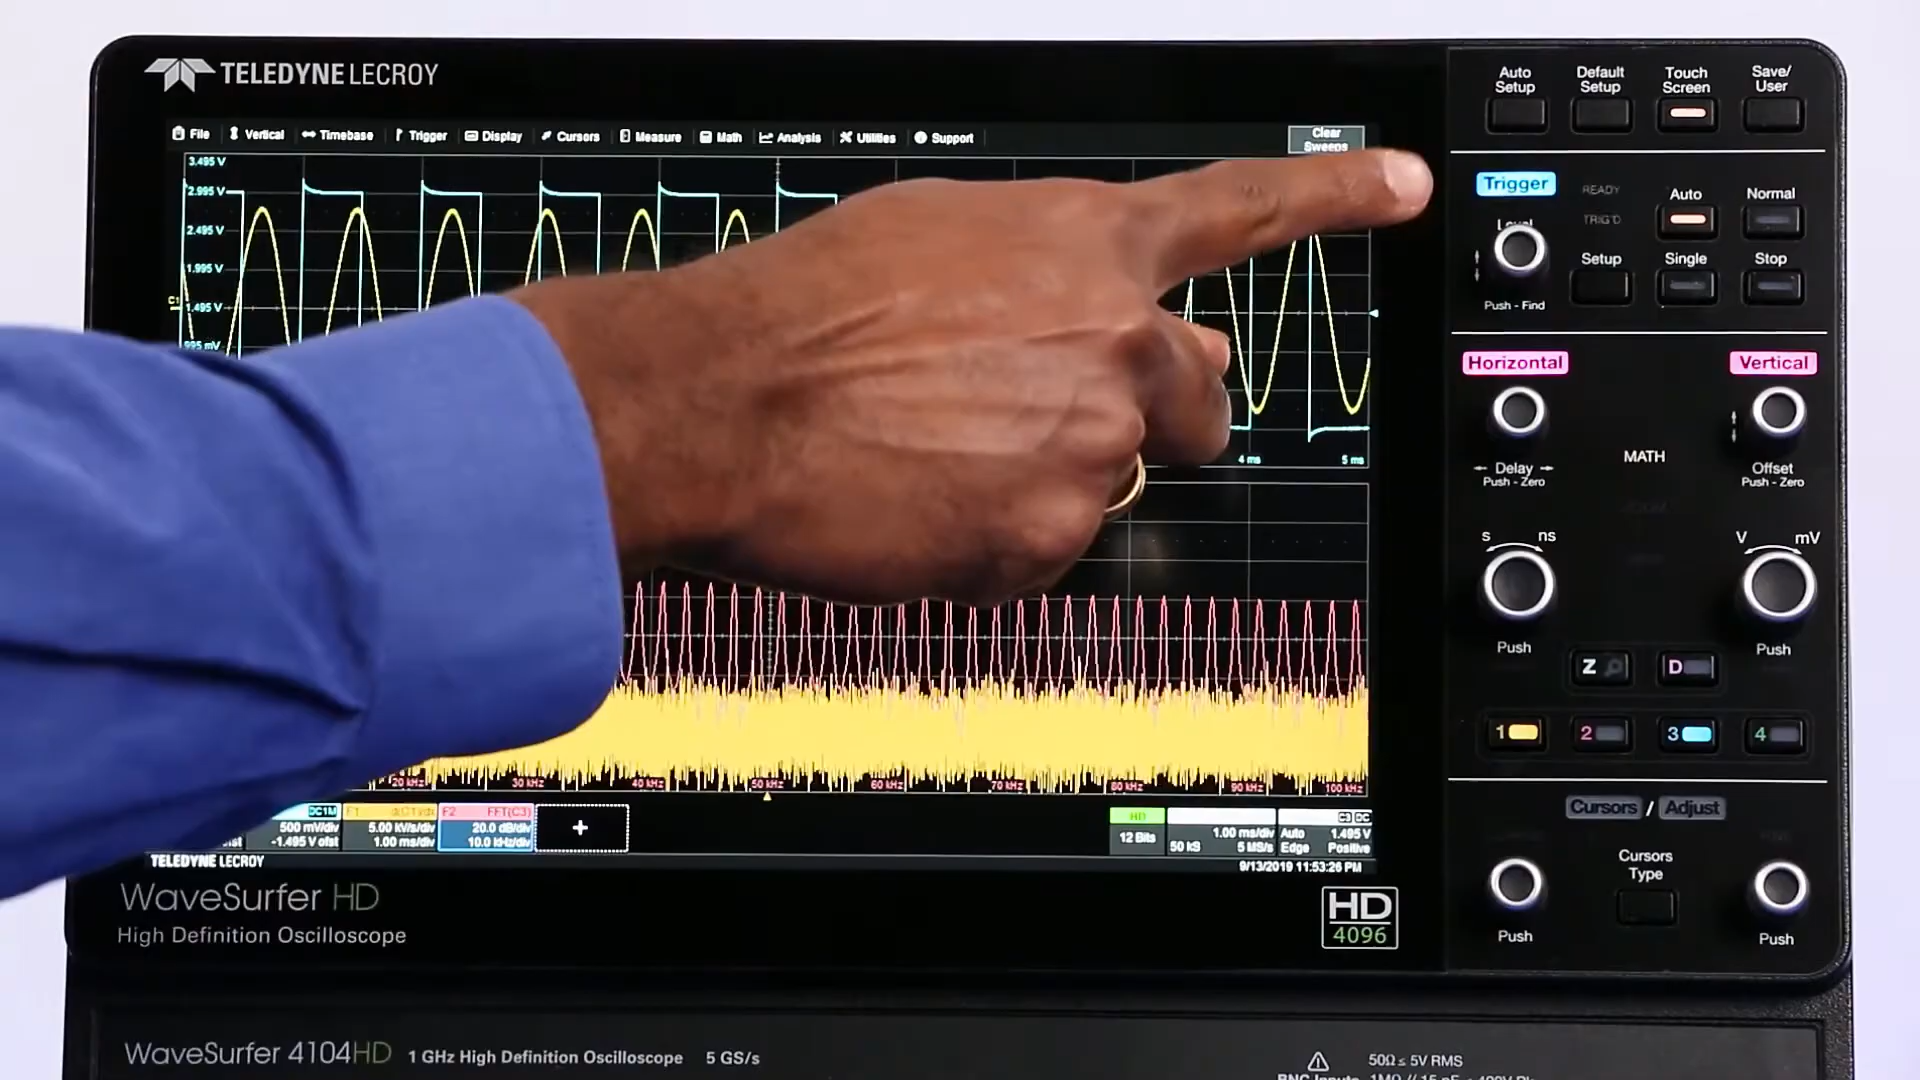 TELEDYNE LECROY
File Vertical Timebase Trigger Display Cursors Measure Math Analysis Utilities Support
Clear
Sweeps
3.495 V
2.995 V
2.495 V
1.995 V
C1
1.495 V
995 mV
4 ms 5 ms
20 kHz 30 kHz 40 kHz 50 kHz 60 kHz 70 kHz 80 kHz 90 kHz 100 kHz
DC1M
500 mV/div
-1.495 V ofst
F1
5.00 kV/s/div
1.00 ms/div
F2 FFT(C3)
20.0 dB/div
10.0 kHz/div
+
HD
12 Bits
1.00 ms/div
50 kS 5 MS/s
C3 DC
Auto 1.495 V
Edge Positive
TELEDYNE LECROY
9/13/2019 11:53:26 PM
WaveSurfer HD
High Definition Oscilloscope
HD
4096
WaveSurfer 4104HD 1 GHz High Definition Oscilloscope 5 GS/s
50Ω ≤ 5V RMS
Auto
Setup
Default
Setup
Touch
Screen
Save/
User
Trigger
READY
TRIG'D
Level
Push - Find
Auto
Normal
Setup
Single
Stop
Horizontal
Vertical
Delay
Push - Zero
MATH
Offset
Push - Zero
s ns
V mV
Push
Push
Z D
1 2 3 4
Cursors / Adjust
Cursors
Type
Push
Push